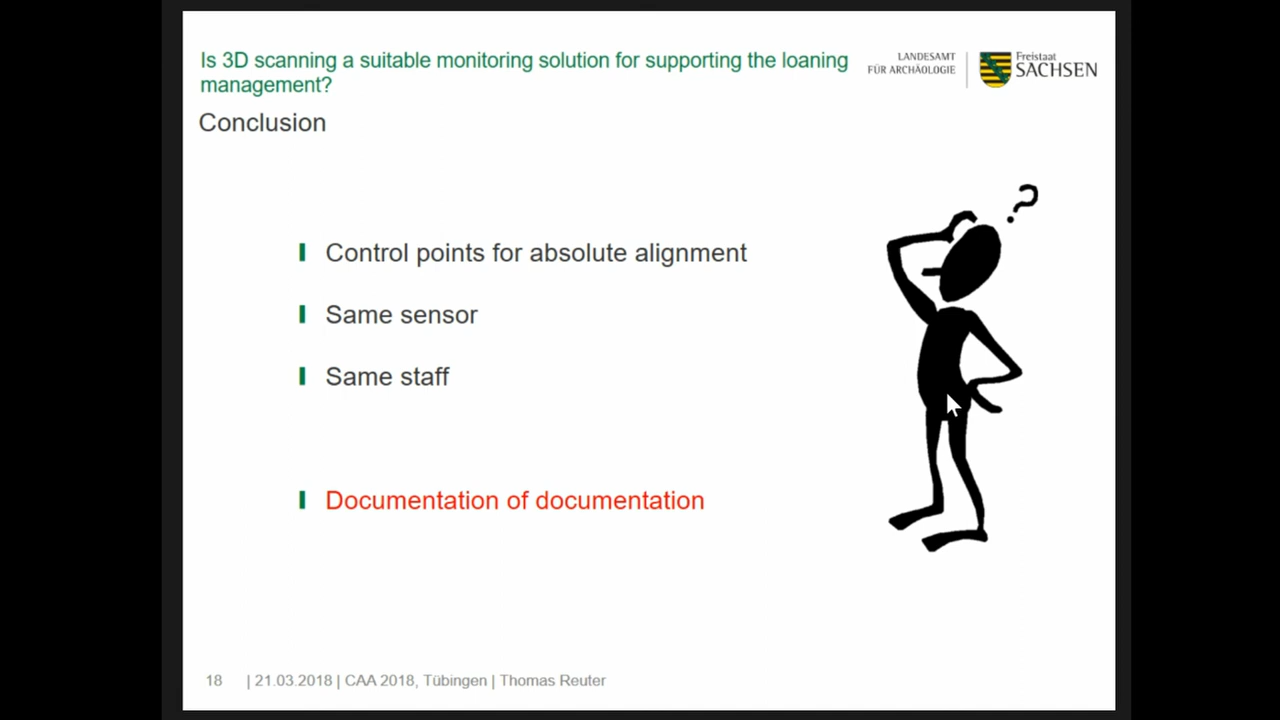 Is 3D scanning a suitable monitoring solution for supporting the loaning
management?
LANDESAMT
FÜR ARCHÄOLOGIE
Freistaat
SACHSEN
Conclusion
?
Control points for absolute alignment
Same sensor
Same staff
Documentation of documentation
18 | 21.03.2018 | CAA 2018, Tübingen | Thomas Reuter